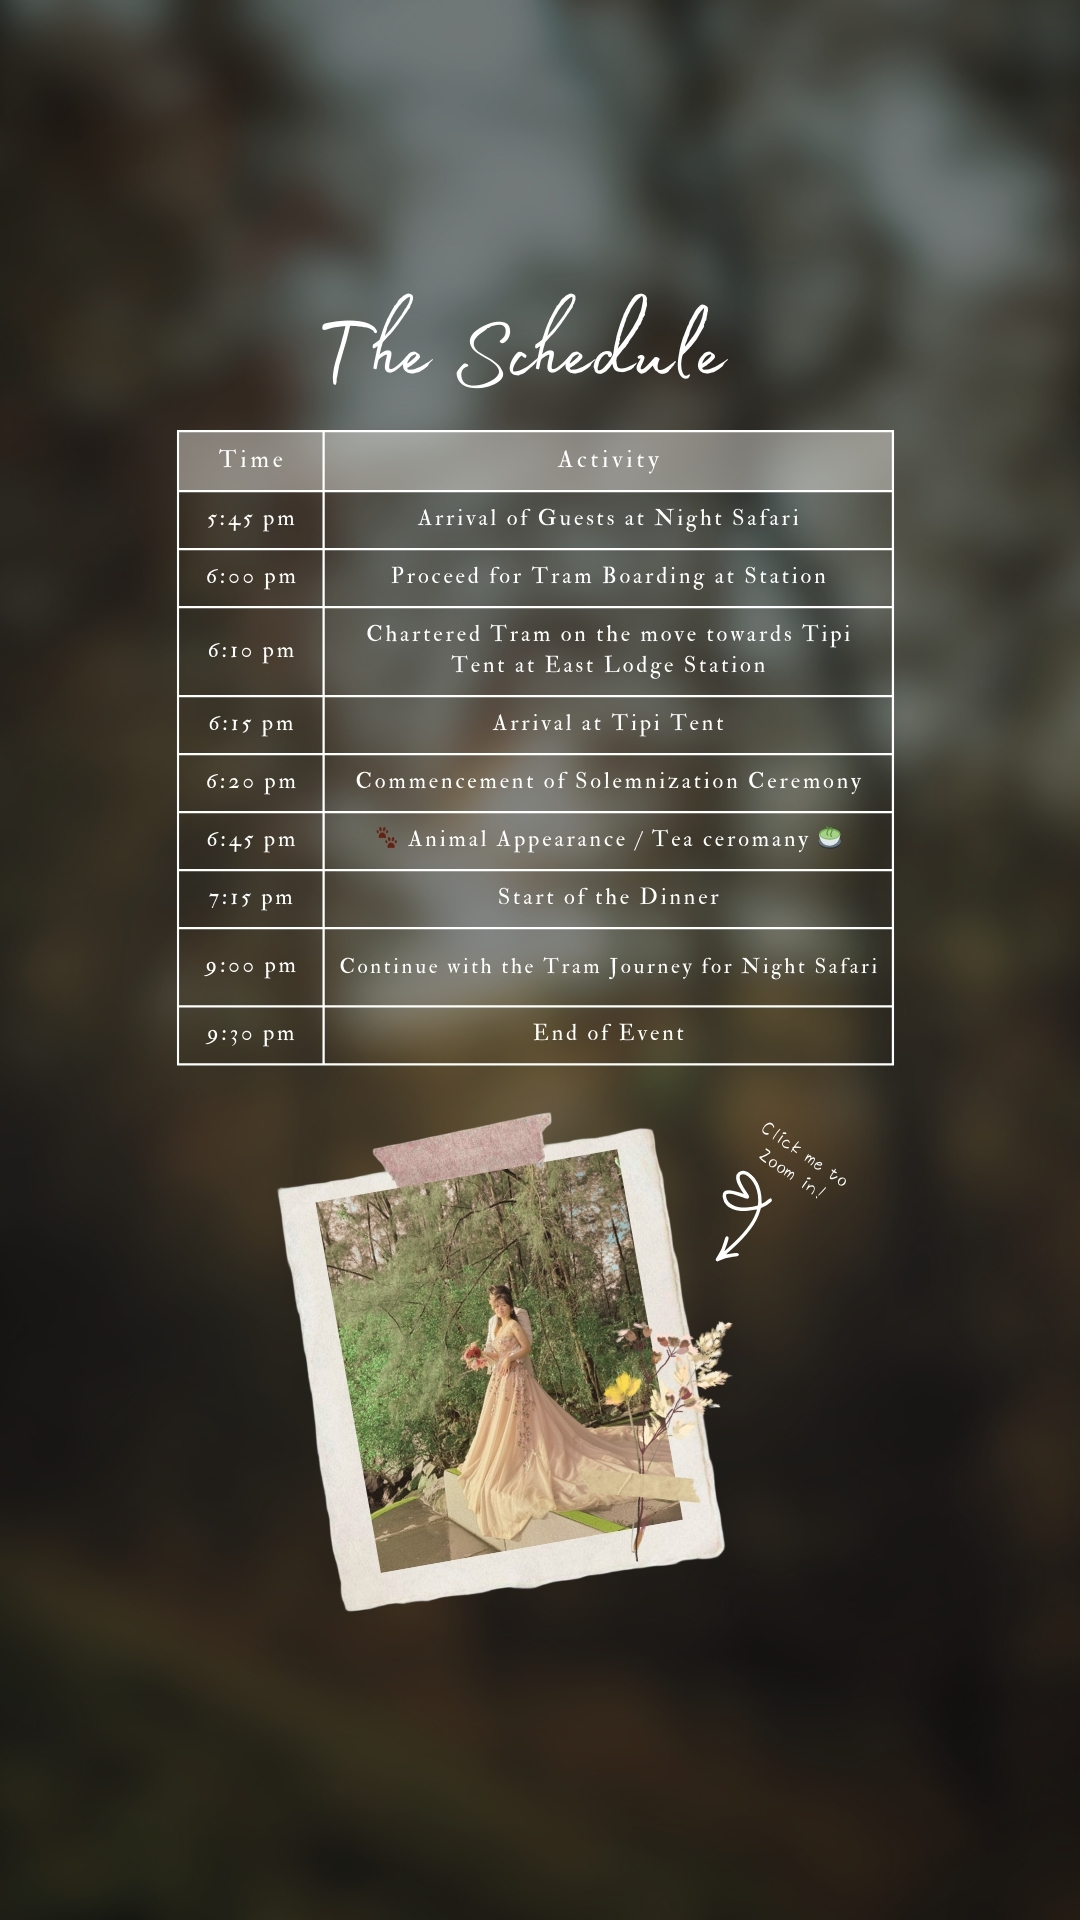 The Schedule
Time Activity
5:45 pm Arrival of Guests at Night Safari
6:00 pm Proceed for Tram Boarding at Station
6:10 pm Chartered Tram on the move towards Tipi
Tent at East Lodge Station
6:15 pm Arrival at Tipi Tent
6:20 pm Commencement of Solemnization Ceremony
6:45 pm 🐾 Animal Appearance / Tea ceromany 🍵
7:15 pm Start of the Dinner
9:00 pm Continue with the Tram Journey for Night Safari
9:30 pm End of Event
Click me to
Zoom in!